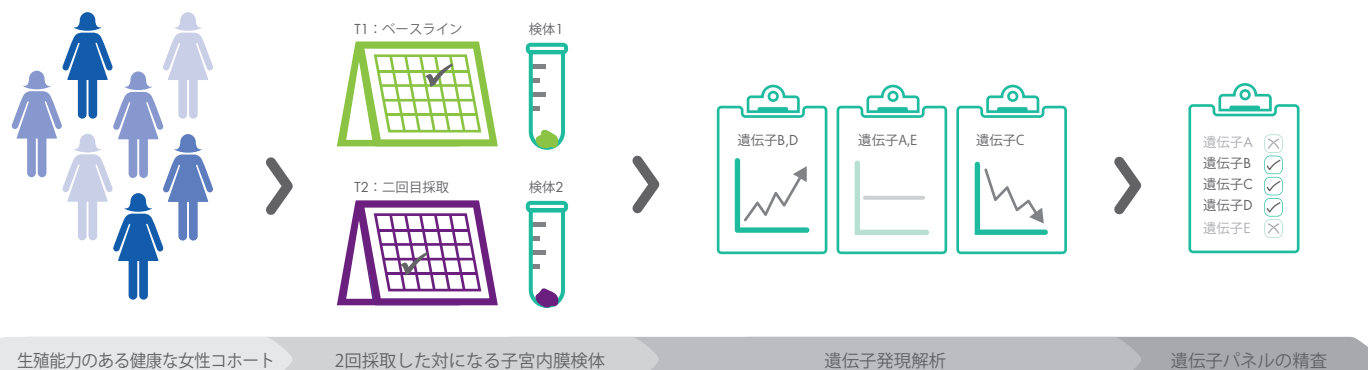 T1：ベースライン
検体1
T2：二回目採取
検体2
遺伝子B,D
遺伝子A,E
遺伝子C
遺伝子A
遺伝子B
遺伝子C
遺伝子D
遺伝子E
生殖能力のある健康な女性コホート
2回採取した対になる子宮内膜検体
遺伝子発現解析
遺伝子パネルの精査